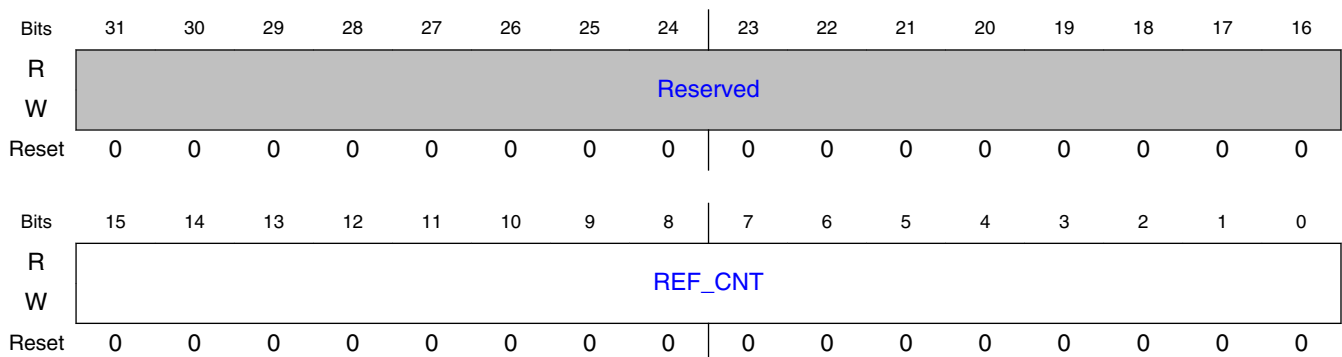 Bits 31 30 29 28 27 26 25 24 23 22 21 20 19 18 17 16
R
Reserved
W
Reset 0 0 0 0 0 0 0 0 0 0 0 0 0 0 0 0
Bits 15 14 13 12 11 10 9 8 7 6 5 4 3 2 1 0
R
REF_CNT
W
Reset 0 0 0 0 0 0 0 0 0 0 0 0 0 0 0 0